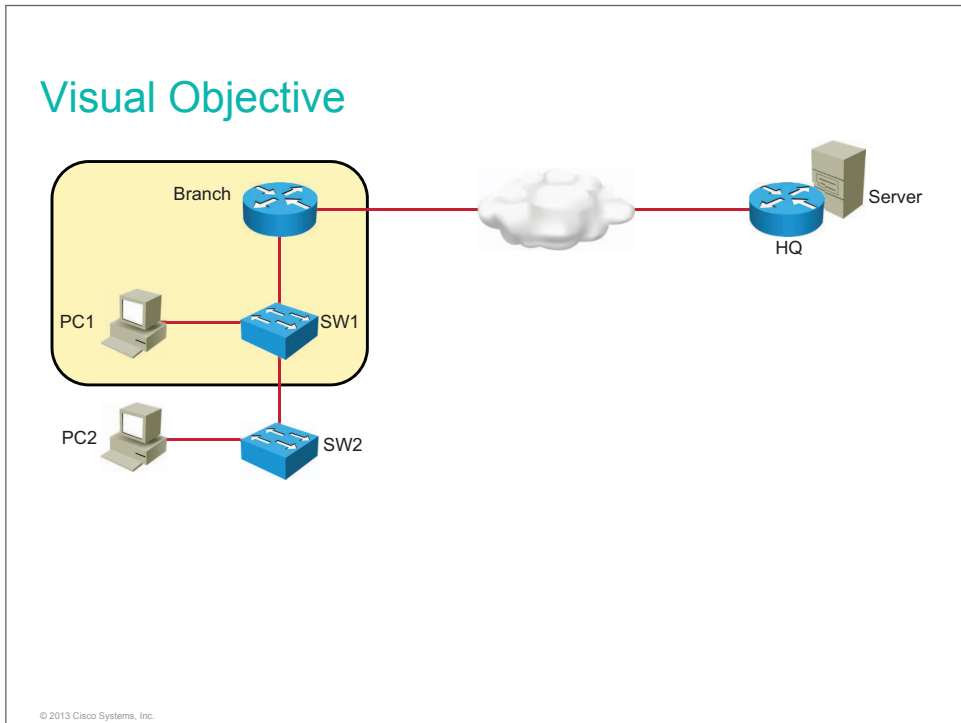 Visual Objective
Branch
Server
HQ
PC1
SW1
PC2
SW2
© 2013 Cisco Systems, Inc.